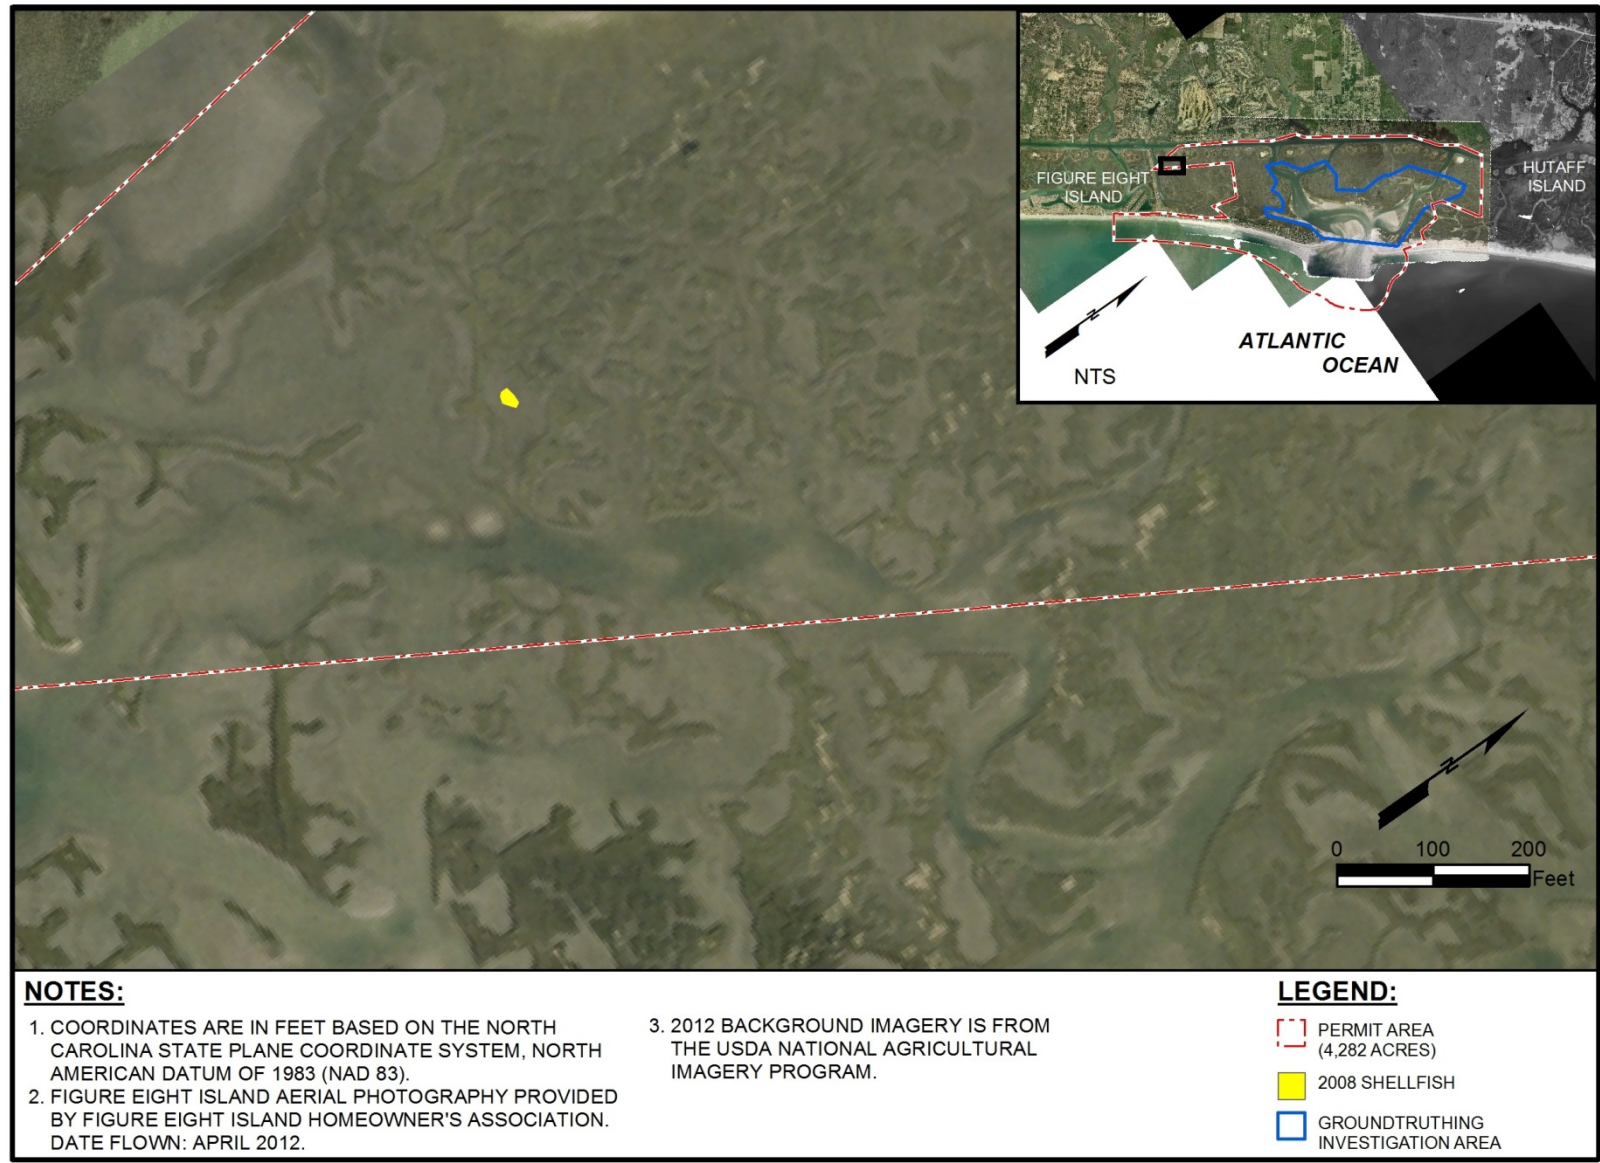 FIGURE EIGHT
ISLAND
HUTAFF
ISLAND
N
NTS
ATLANTIC
OCEAN
N
0 100 200
Feet
NOTES:
1. COORDINATES ARE IN FEET BASED ON THE NORTH
CAROLINA STATE PLANE COORDINATE SYSTEM, NORTH
AMERICAN DATUM OF 1983 (NAD 83).
2. FIGURE EIGHT ISLAND AERIAL PHOTOGRAPHY PROVIDED
BY FIGURE EIGHT ISLAND HOMEOWNER'S ASSOCIATION.
DATE FLOWN: APRIL 2012.
3. 2012 BACKGROUND IMAGERY IS FROM
THE USDA NATIONAL AGRICULTURAL
IMAGERY PROGRAM.
LEGEND:
PERMIT AREA
(4,282 ACRES)
2008 SHELLFISH
GROUNDTRUTHING
INVESTIGATION AREA